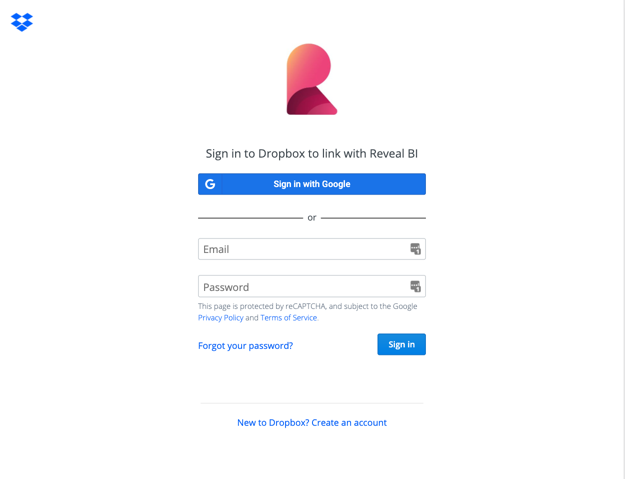 Sign in to Dropbox to link with Reveal BI
Sign in with Google
or
Email
Password
This page is protected by reCAPTCHA, and subject to the Google
Privacy Policy and Terms of Service.
Forgot your password?
Sign in
New to Dropbox? Create an account